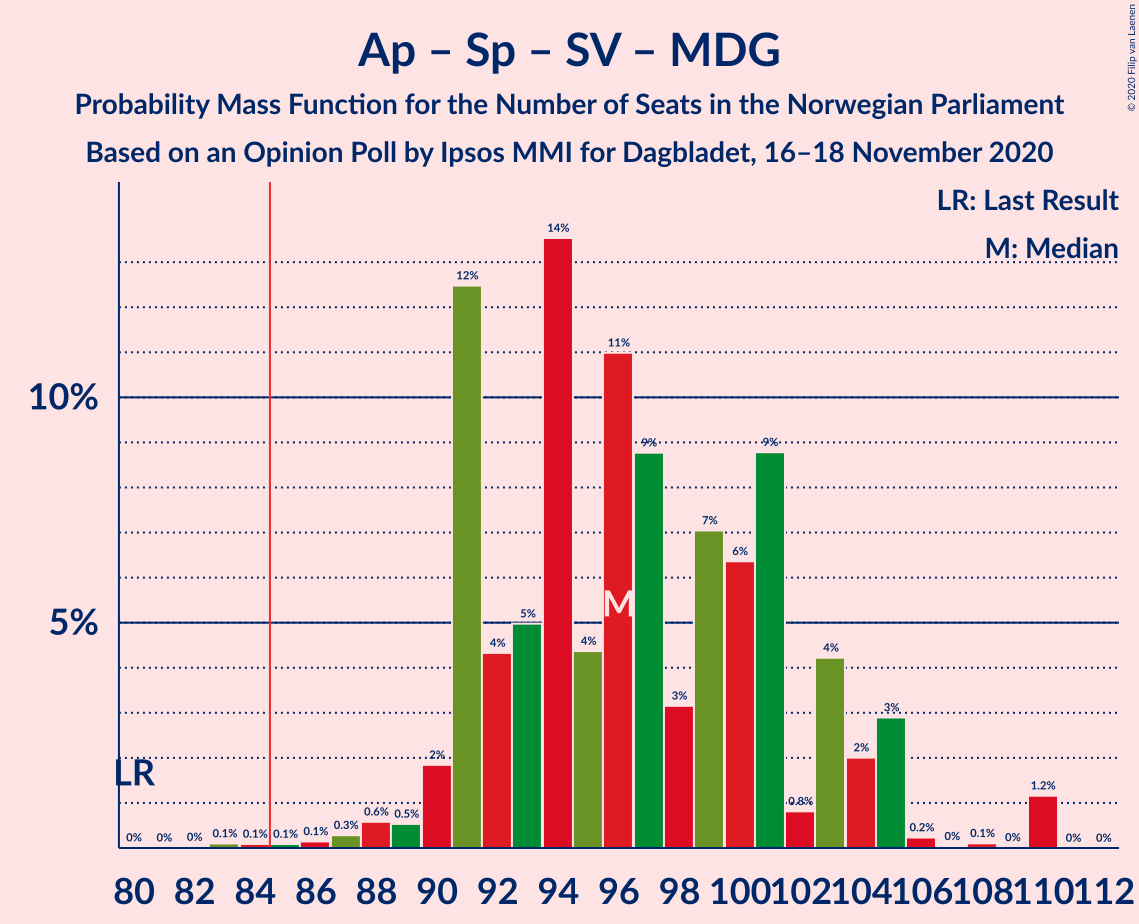 Ap – Sp – SV – MDG
Probability Mass Function for the Number of Seats in the Norwegian Parliament
Based on an Opinion Poll by Ipsos MMI for Dagbladet, 16–18 November 2020
© 2020 Filip van Laenen
LR: Last Result
M: Median
10%
5%
LR
M
0% 0% 0% 0.1% 0.1% 0.1% 0.1% 0.3% 0.6% 0.5% 2% 12% 4% 5% 14% 4% 11% 9% 3% 7% 6% 9% 0.8% 4% 2% 3% 0.2% 0% 0.1% 0% 1.2% 0% 0%
80 82 84 86 88 90 92 94 96 98 100 102 104 106 108 110 112